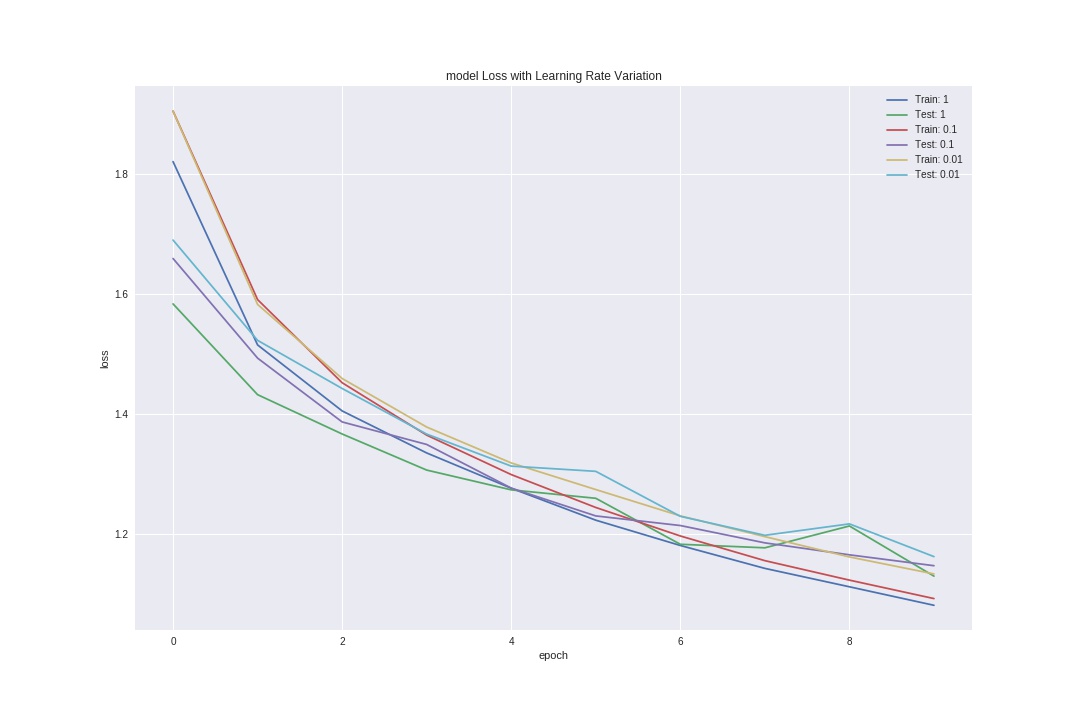 model Loss with Learning Rate Variation
Train: 1
Test: 1
Train: 0.1
Test: 0.1
Train: 0.01
Test: 0.01
1.8
1.6
1.4
1.2
loss
0 2 4 6 8
epoch